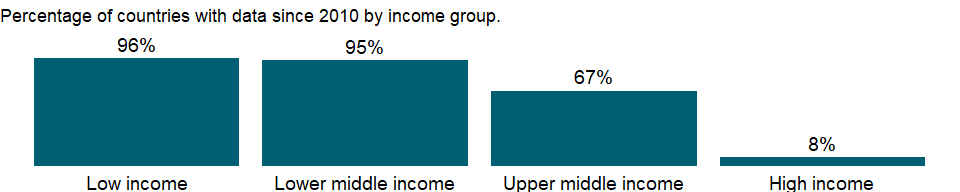 Percentage of countries with data since 2010 by income group.
96%
95%
67%
8%
Low income
Lower middle income
Upper middle income
High income